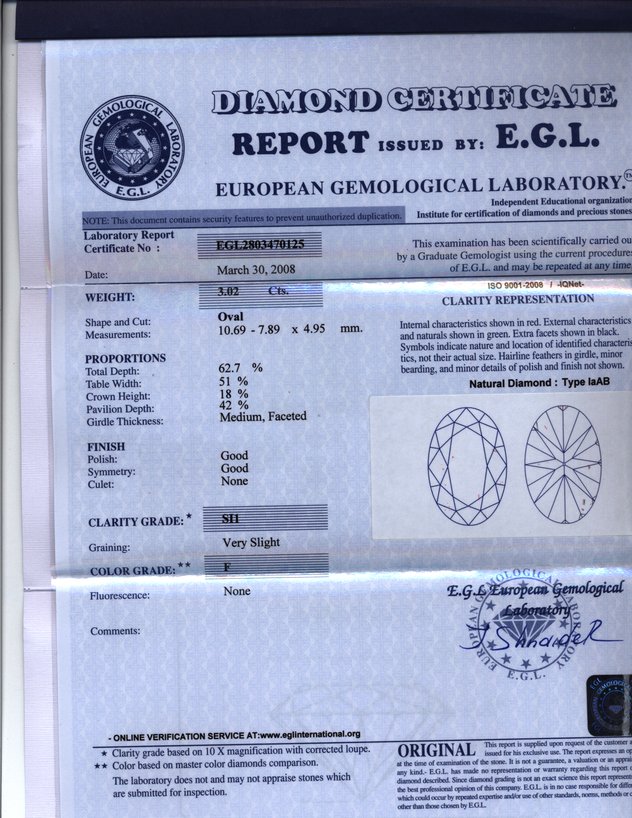 DIAMOND CERTIFICATE
REPORT ISSUED BY: E.G.L.
EUROPEAN GEMOLOGICAL LABORATORY.™
EUROPEAN GEMOLOGICAL LABORATORY
E.G.L.
Independent Educational organization
Institute for certification of diamonds and precious stones
NOTE: This document contains security features to prevent unauthorized duplication.
Laboratory Report
Certificate No : EGL2803470125
Date: March 30, 2008
WEIGHT: 3.02 Cts.
Shape and Cut: Oval
Measurements: 10.69 - 7.89 x 4.95 mm.
PROPORTIONS
Total Depth: 62.7 %
Table Width: 51 %
Crown Height: 18 %
Pavilion Depth: 42 %
Girdle Thickness: Medium, Faceted
FINISH
Polish: Good
Symmetry: Good
Culet: None
CLARITY GRADE: * SI1
Graining: Very Slight
COLOR GRADE: ** F
Fluorescence: None
Comments:
This examination has been scientifically carried ou
by a Graduate Gemologist using the current procedure
of E.G.L. and may be repeated at any time
ISO 9001-2008 / -IQNet-
CLARITY REPRESENTATION
Internal characteristics shown in red. External characteristics
and naturals shown in green. Extra facets shown in black.
Symbols indicate nature and location of identified characteris
tics, not their actual size. Hairline feathers in girdle, minor
bearding, and minor details of polish and finish not shown.
Natural Diamond : Type IaAB
E.G.L European Gemological
Laboratory
EUROPEAN GEMOLOGICAL LABORATORY
E.G.L.
- ONLINE VERIFICATION SERVICE AT:www.eglinternational.org
* Clarity grade based on 10 X magnification with corrected loupe.
** Color based on master color diamonds comparison.
The laboratory does not and may not appraise stones which
are submitted for inspection.
ORIGINAL This report is supplied upon request of the customer a
issued for his exclusive use. The report expresses an op
at the time of examination of the stone. It is not a guarantee, a valuation or an apprai
any kind.- E.G.L. has made no representation or warranty regarding this report o
diamond described. Since diamond grading is not an exact science this report represent
the best professional opinion of this company. E.G.L. is in no case responsible for differ
which could occur by repeated expertise and/or use of other standards, norms, methods or c
other than those chosen by E.G.L.